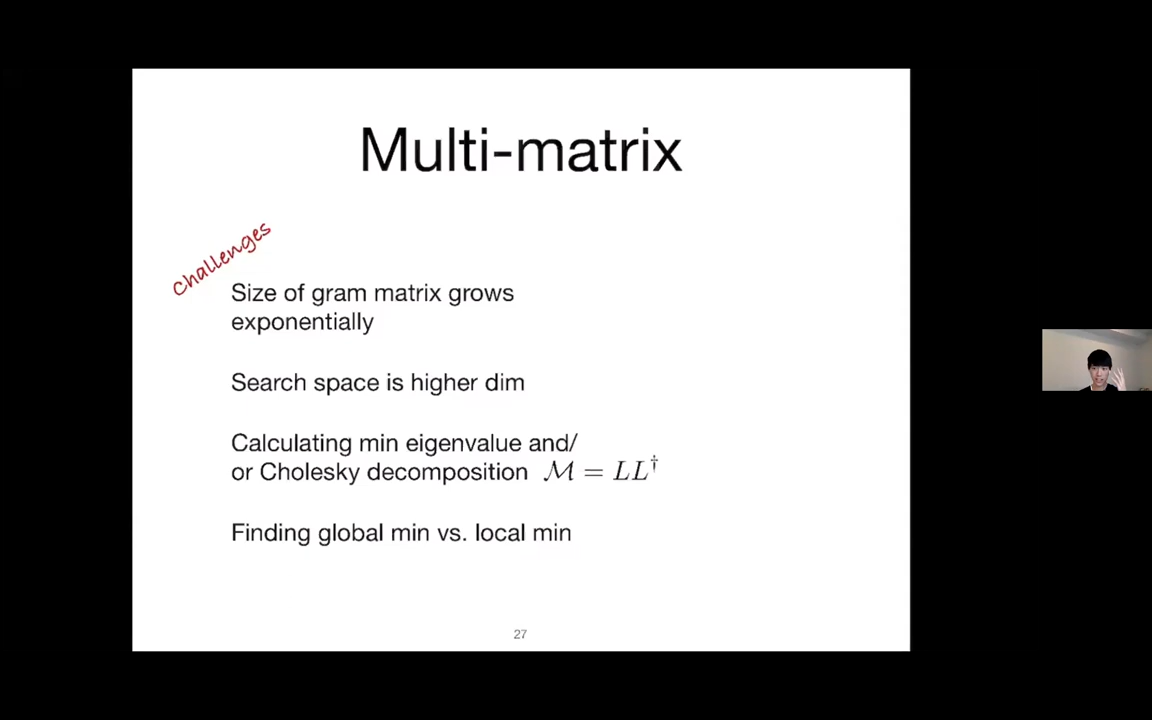 Multi-matrix
challenges
Size of gram matrix grows
exponentially
Search space is higher dim
Calculating min eigenvalue and/
or Cholesky decomposition ℳ = LL†
Finding global min vs. local min
27